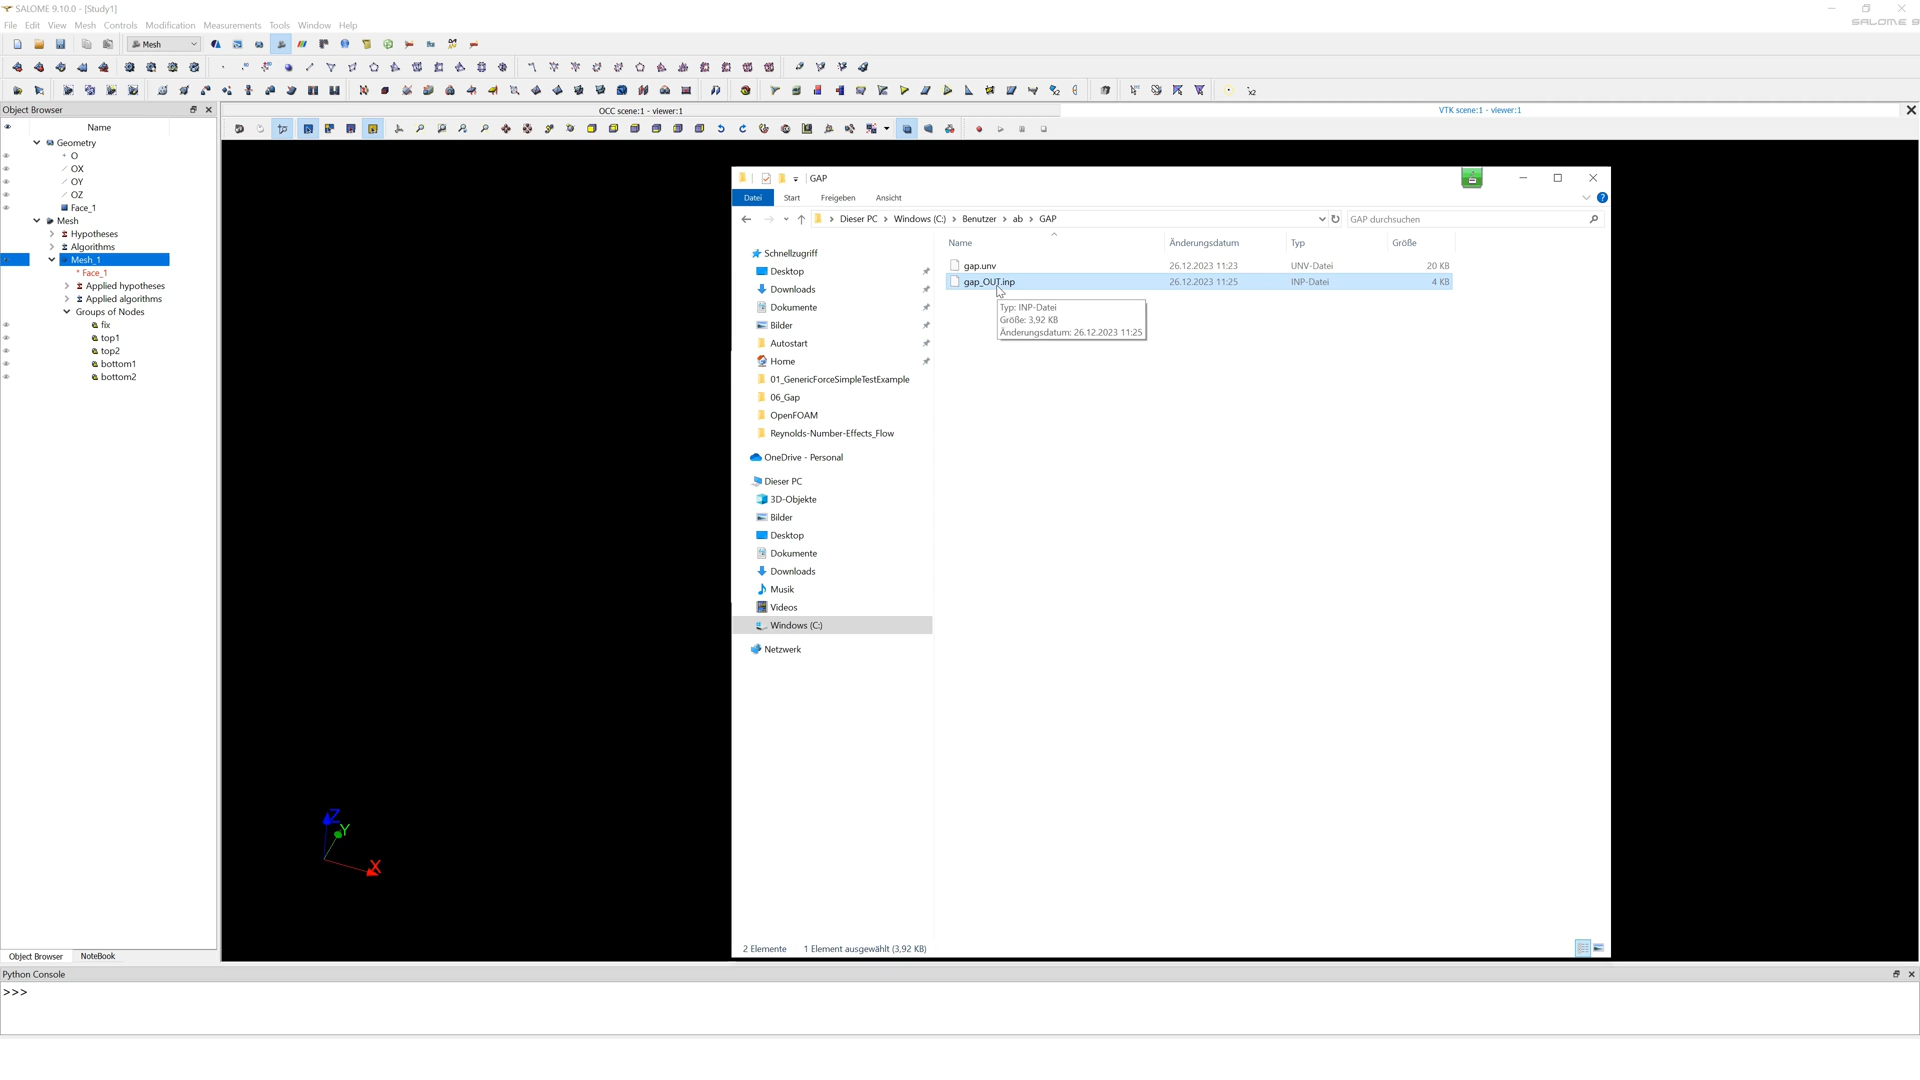 SALOME 9.10.0 - [Study1]
File Edit View Mesh Controls Modification Measurements Tools Window Help
SALOME 9
Mesh
Object Browser
OCC scene:1 - viewer:1
VTK scene:1 - viewer:1
Name
Geometry
O
OX
OY
OZ
Face_1
Mesh
Hypotheses
Algorithms
Mesh_1
* Face_1
Applied hypotheses
Applied algorithms
Groups of Nodes
fix
top1
top2
bottom1
bottom2
GAP
Datei Start Freigeben Ansicht
Dieser PC > Windows (C:) > Benutzer > ab > GAP
GAP durchsuchen
Name Änderungsdatum Typ Größe
gap.unv 26.12.2023 11:23 UNV-Datei 20 KB
gap_OUT.inp 26.12.2023 11:25 INP-Datei 4 KB
Typ: INP-Datei
Größe: 3,92 KB
Änderungsdatum: 26.12.2023 11:25
Schnellzugriff
Desktop
Downloads
Dokumente
Bilder
Autostart
Home
01_GenericForceSimpleTestExample
06_Gap
OpenFOAM
Reynolds-Number-Effects_Flow
OneDrive - Personal
Dieser PC
3D-Objekte
Bilder
Desktop
Dokumente
Downloads
Musik
Videos
Windows (C:)
Netzwerk
2 Elemente 1 Element ausgewählt (3,92 KB)
Z
Y
X
Object Browser NoteBook
Python Console
>>>